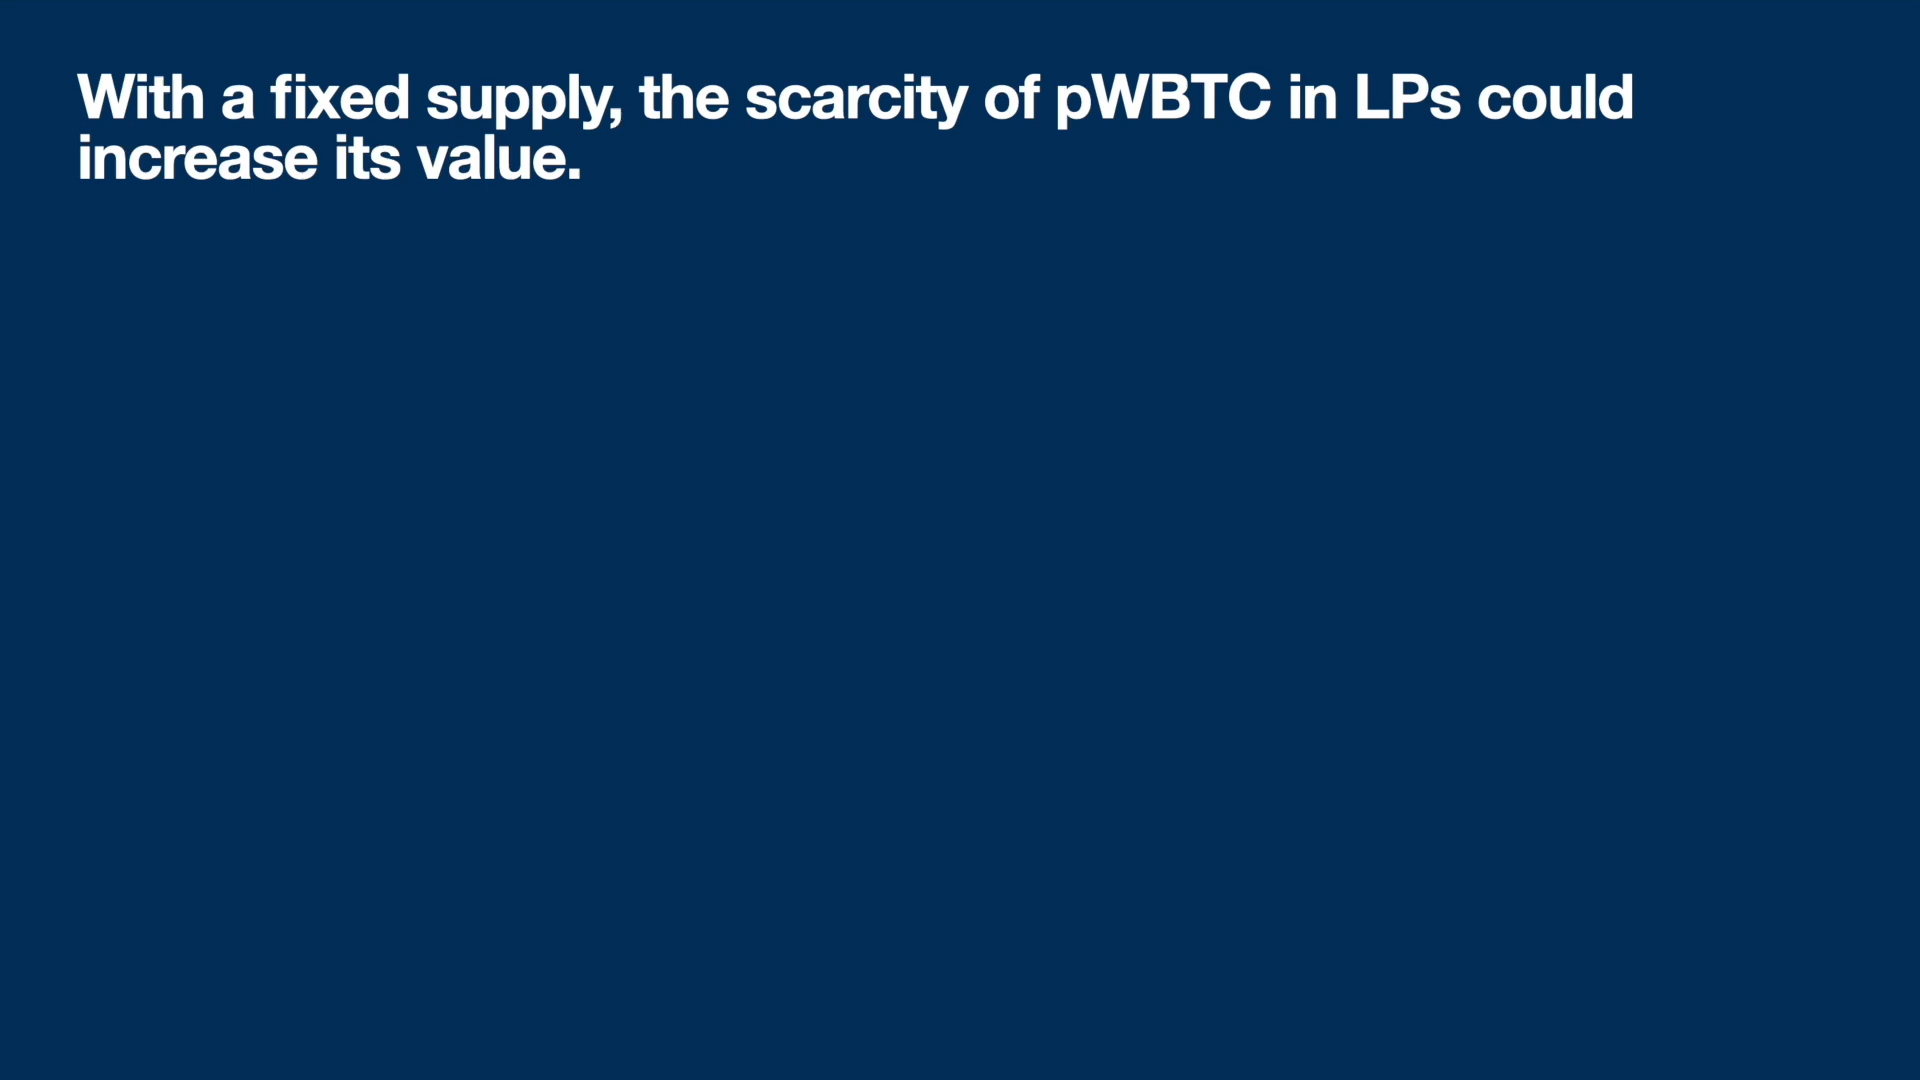 With a fixed supply, the scarcity of pWBTC in LPs could
increase its value.